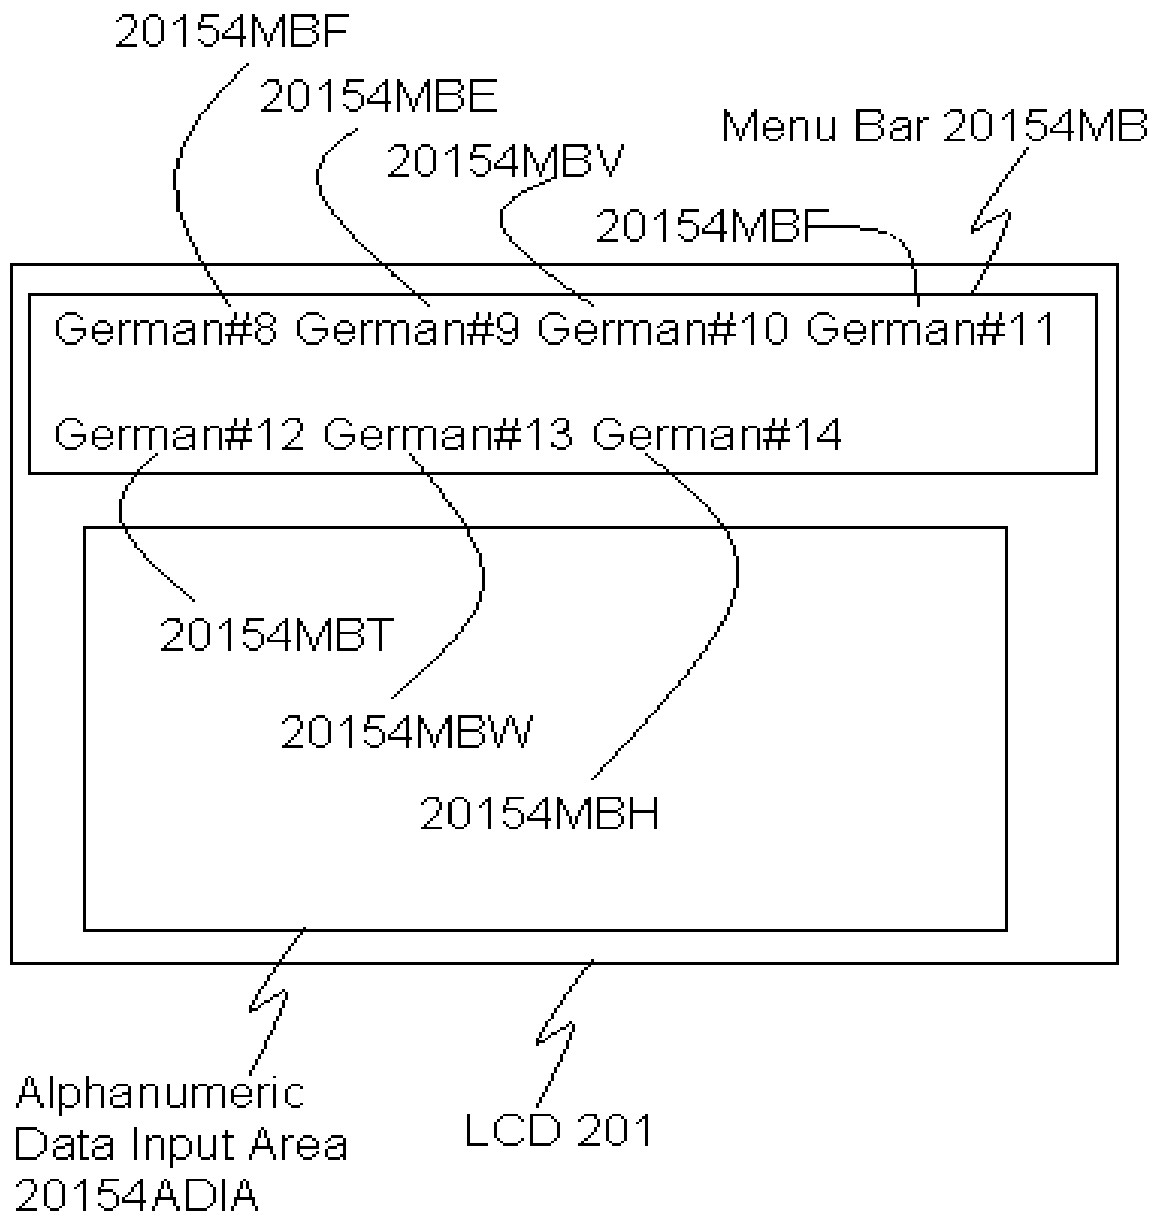 20154MBF
20154MBE
Menu Bar 20154MB
20154MBV
20154MBF
German#8 German#9 German#10 German#11
German#12 German#13 German#14
20154MBT
20154MBW
20154MBH
Alphanumeric
Data Input Area
20154ADIA
LCD 201